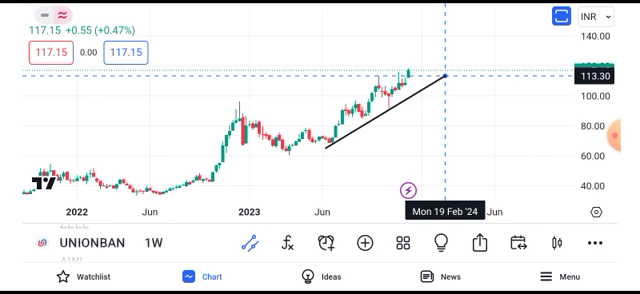 INR
117.15 +0.55 (+0.47%)
117.15 0.00 117.15
140.00
113.30
100.00
80.00
60.00
40.00
2022 Jun 2023 Jun Mon 19 Feb '24 Jun
UNIONBAN 1W
Watchlist Chart Ideas News Menu